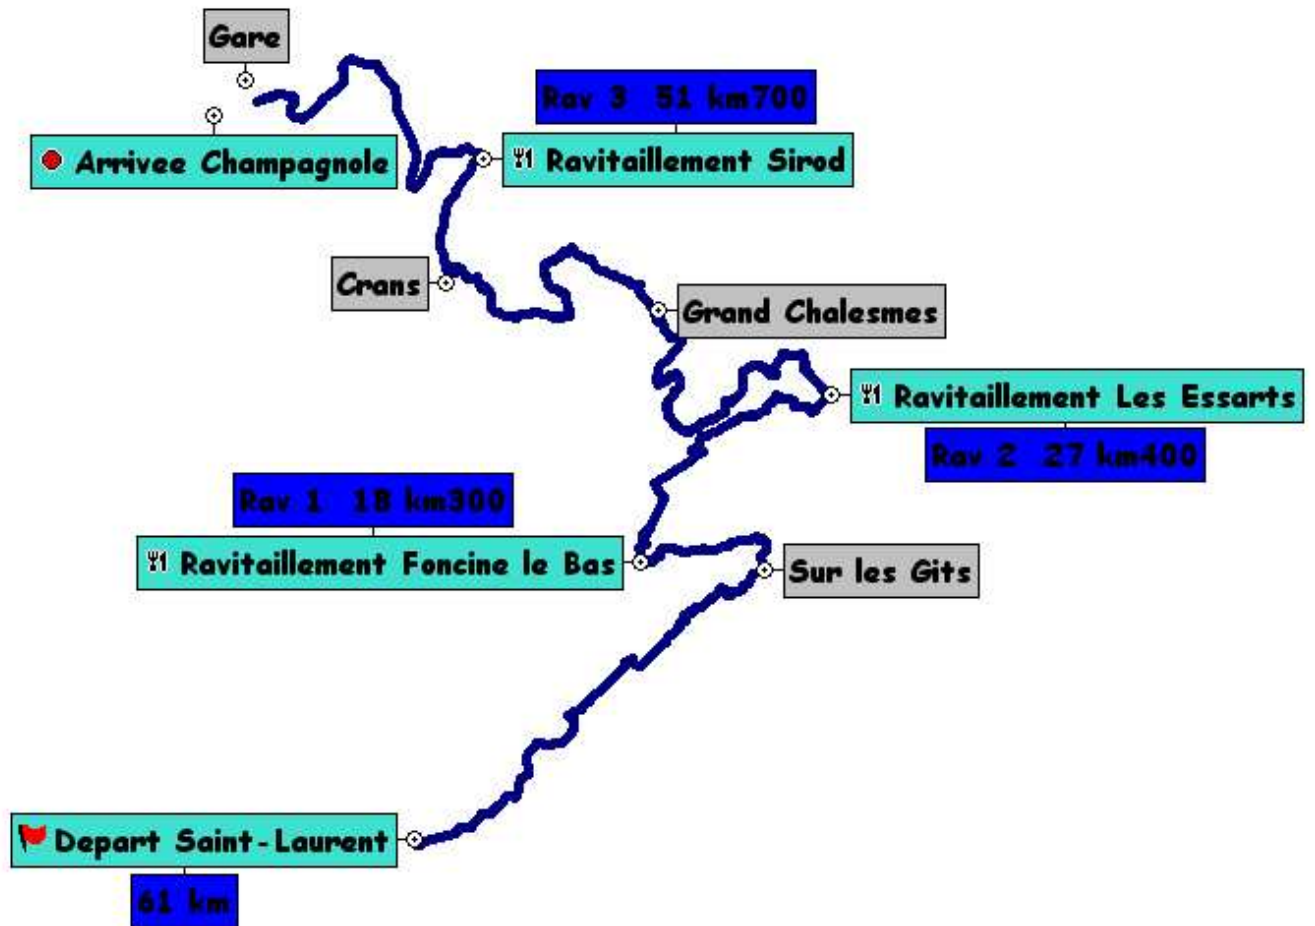 Gare
Rav 3 51 km700
Arrivee Champagnole
Ravitaillement Sirod
Crans
Grand Chalesmes
Ravitaillement Les Essarts
Rav 2 27 km400
Rav 1 18 km300
Ravitaillement Foncine le Bas
Sur les Gits
Depart Saint-Laurent
61 km